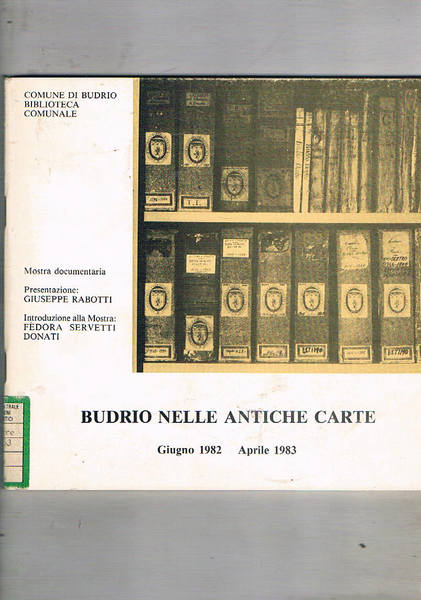 COMUNE DI BUDRIO
BIBLIOTECA
COMUNALE
Mostra documentaria
Presentazione:
GIUSEPPE RABOTTI
Introduzione alla Mostra:
FEDORA SERVETTI
DONATI
BUDRIO NELLE ANTICHE CARTE
Giugno 1982 Aprile 1983